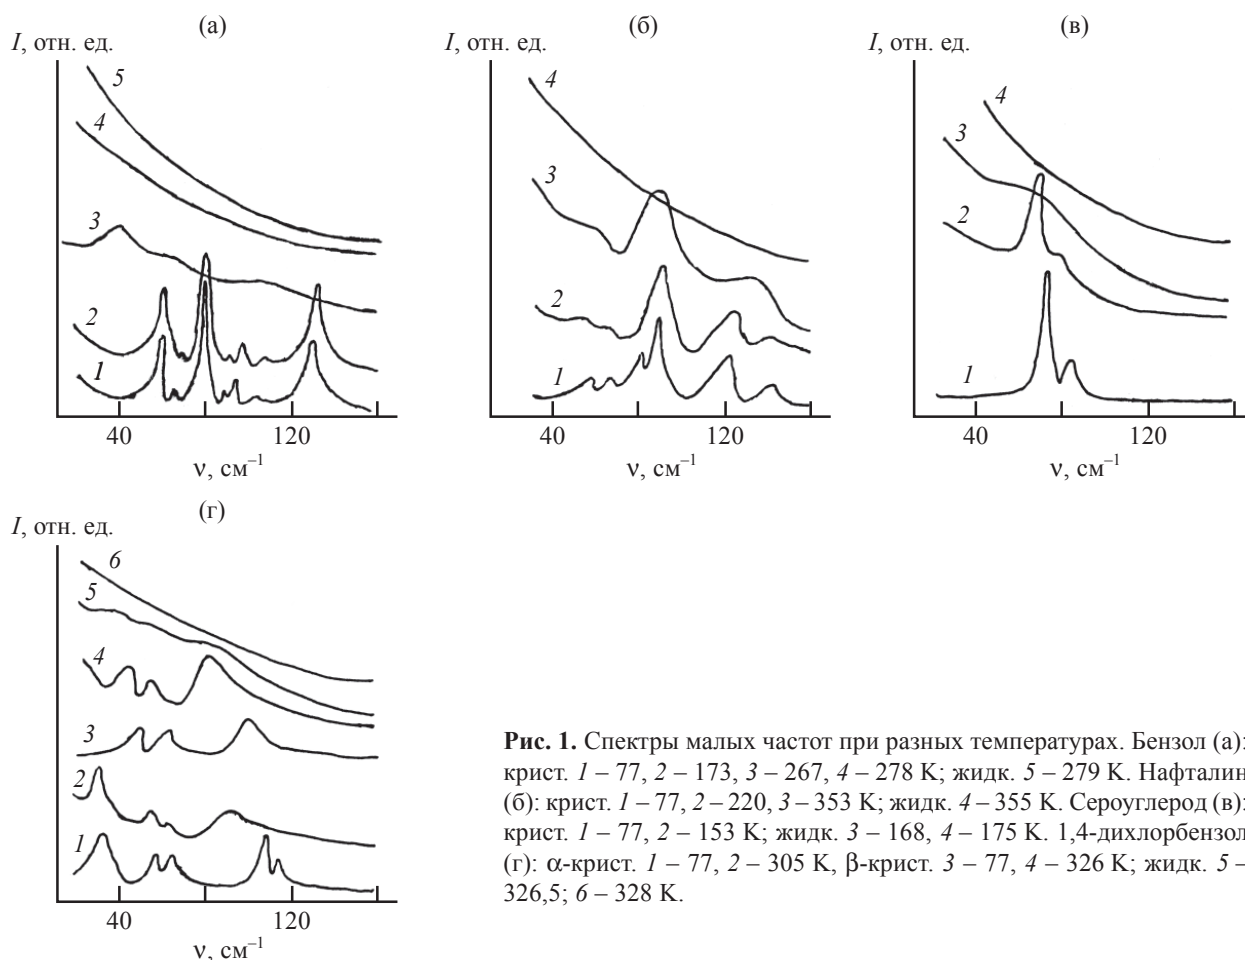 (а)
I, отн. ед.
5
4
3
2
1
40
120
ν, см–1
(б)
I, отн. ед.
4
3
2
1
40
120
ν, см–1
(в)
I, отн. ед.
4
3
2
1
40
120
ν, см–1
(г)
I, отн. ед.
6
5
4
3
2
1
40
120
ν, см–1
Рис. 1. Спектры малых частот при разных температурах. Бензол (а):
крист. 1 – 77, 2 – 173, 3 – 267, 4 – 278 K; жидк. 5 – 279 K. Нафталин
(б): крист. 1 – 77, 2 – 220, 3 – 353 K; жидк. 4 – 355 K. Сероуглерод (в):
крист. 1 – 77, 2 – 153 K; жидк. 3 – 168, 4 – 175 K. 1,4-дихлорбензол
(г): α-крист. 1 – 77, 2 – 305 K, β-крист. 3 – 77, 4 – 326 K; жидк. 5 –
326,5; 6 – 328 K.